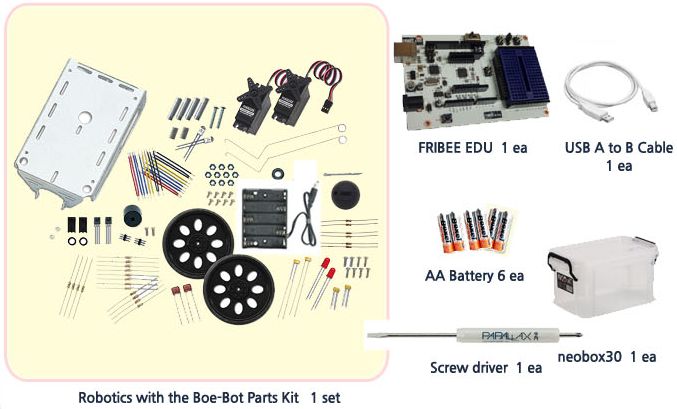 FRIBEE EDU 1 ea
USB A to B Cable
1 ea
AA Battery 6 ea
PARALLAX
Screw driver 1 ea
neobox30 1 ea
Robotics with the Boe-Bot Parts Kit 1 set